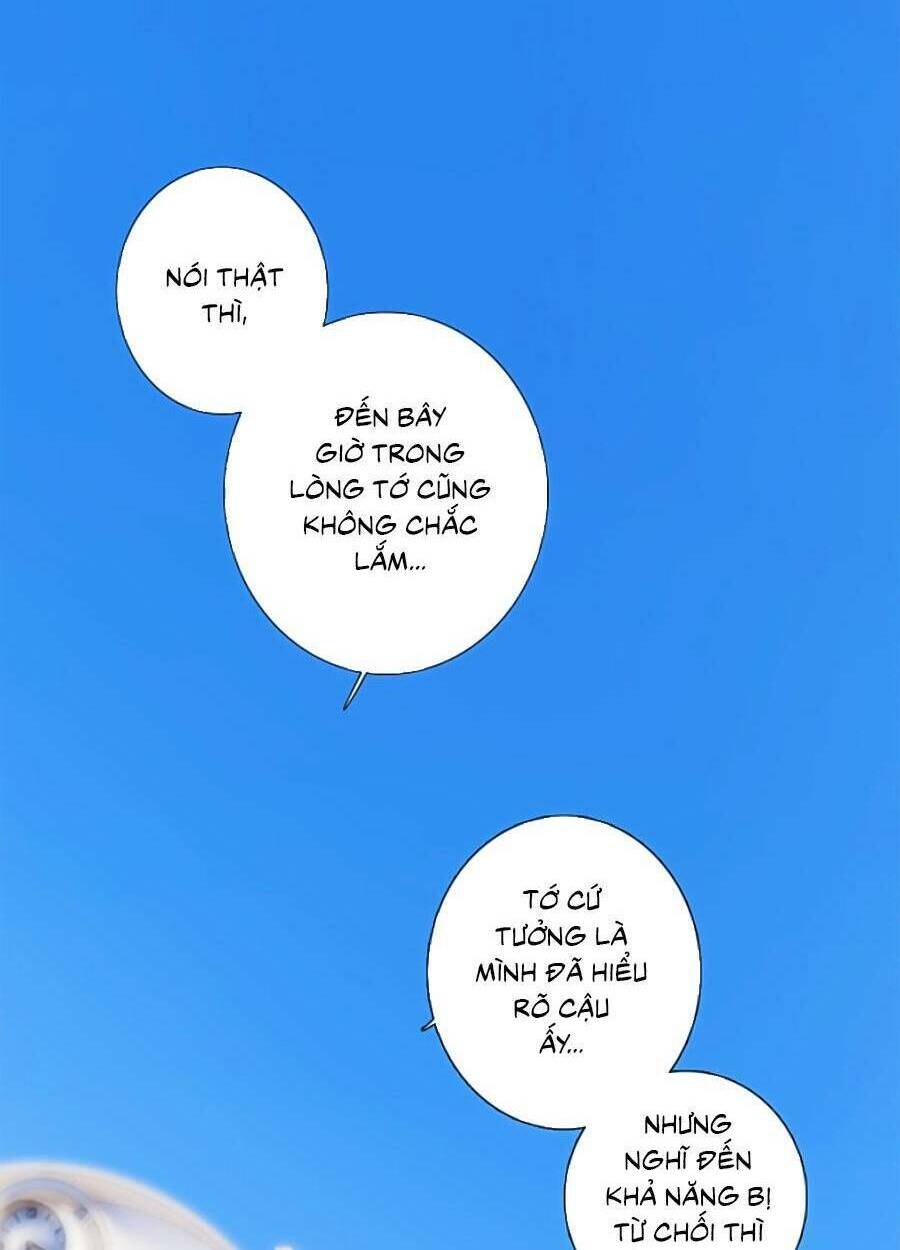 NÓI THẬT
THÌ,
ĐẾN BÂY
GIỜ TRONG
LÒNG TỚ CŨNG
KHÔNG CHẮC
LẮM...
TỚ CỨ
TƯỞNG LÀ
MÌNH ĐÃ HIỂU
RÕ CẬU
ẤY...
NHƯNG
NGHĨ ĐẾN
KHẢ NĂNG BỊ
TỪ CHỐI THÌ